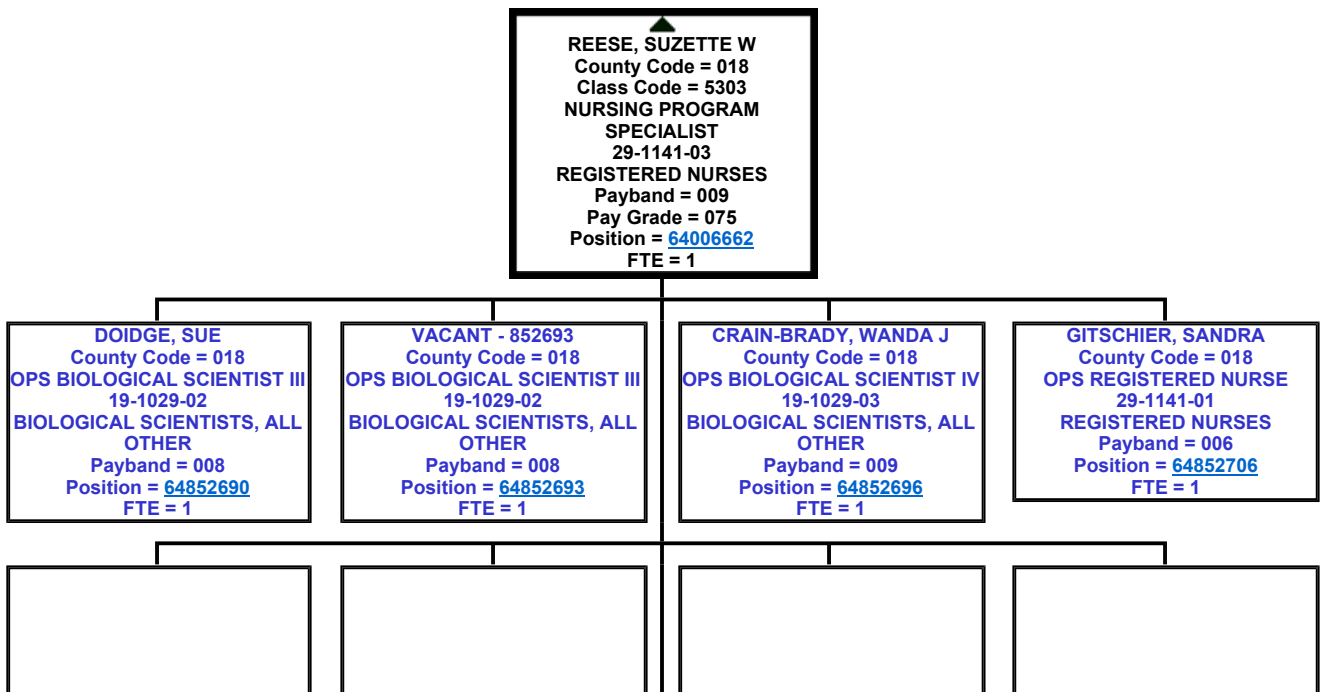 REESE, SUZETTE W
County Code = 018
Class Code = 5303
NURSING PROGRAM
SPECIALIST
29-1141-03
REGISTERED NURSES
Payband = 009
Pay Grade = 075
Position = 64006662
FTE = 1
DOIDGE, SUE
County Code = 018
OPS BIOLOGICAL SCIENTIST III
19-1029-02
BIOLOGICAL SCIENTISTS, ALL
OTHER
Payband = 008
Position = 64852690
FTE = 1
VACANT - 852693
County Code = 018
OPS BIOLOGICAL SCIENTIST III
19-1029-02
BIOLOGICAL SCIENTISTS, ALL
OTHER
Payband = 008
Position = 64852693
FTE = 1
CRAIN-BRADY, WANDA J
County Code = 018
OPS BIOLOGICAL SCIENTIST IV
19-1029-03
BIOLOGICAL SCIENTISTS, ALL
OTHER
Payband = 009
Position = 64852696
FTE = 1
GITSCHIER, SANDRA
County Code = 018
OPS REGISTERED NURSE
29-1141-01
REGISTERED NURSES
Payband = 006
Position = 64852706
FTE = 1